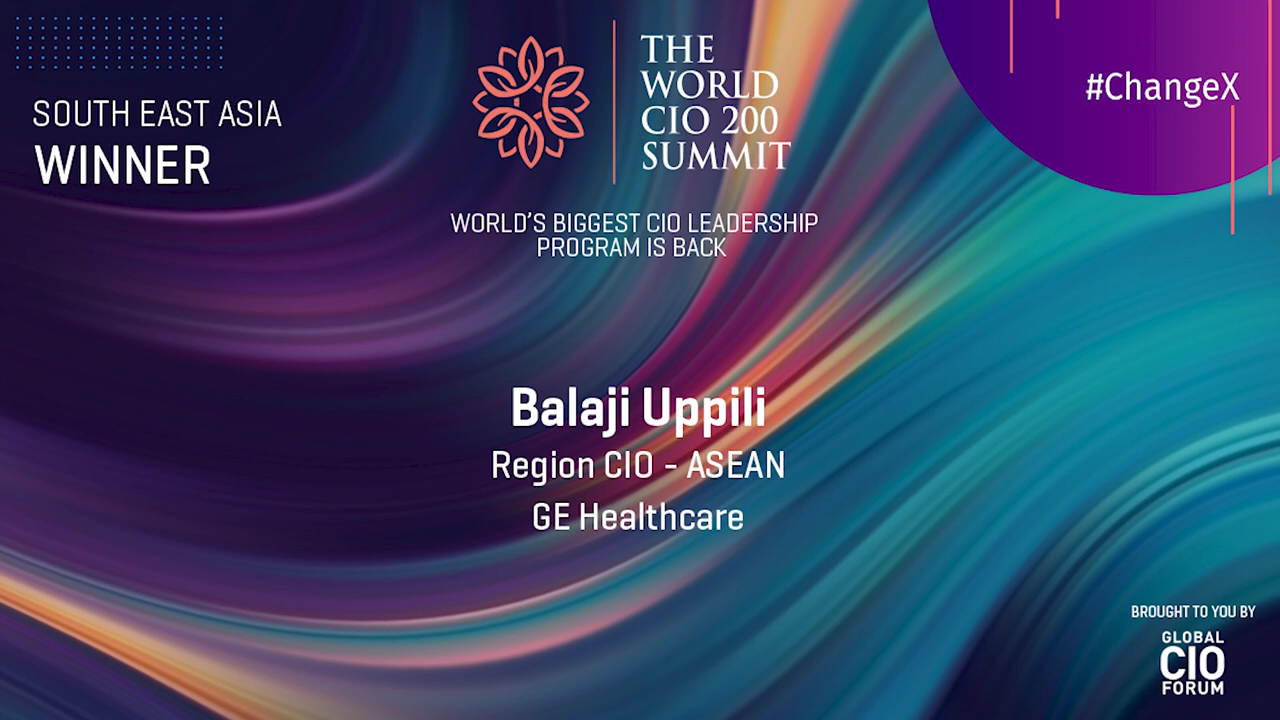 SOUTH EAST ASIA
WINNER
THE
WORLD
CIO 200
SUMMIT
#ChangeX
WORLD'S BIGGEST CIO LEADERSHIP
PROGRAM IS BACK
Balaji Uppili
Region CIO - ASEAN
GE Healthcare
BROUGHT TO YOU BY
GLOBAL
CIO
FORUM